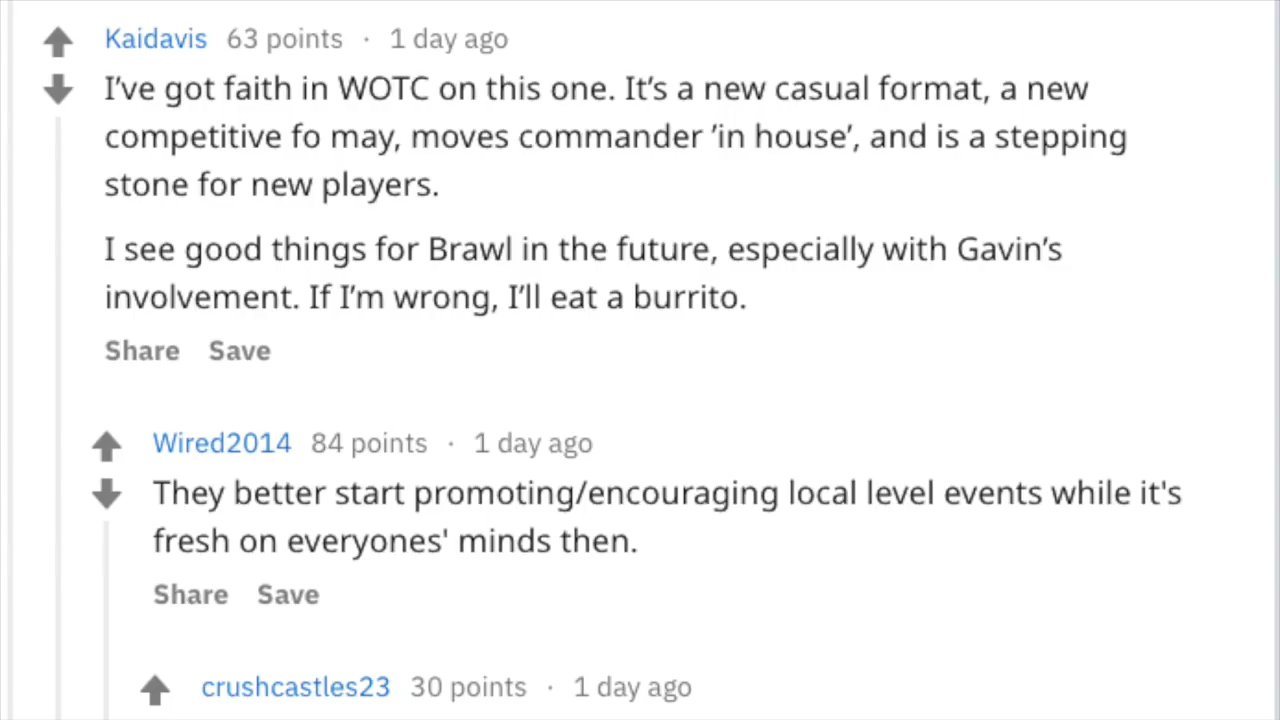 Kaidavis 63 points · 1 day ago
I’ve got faith in WOTC on this one. It’s a new casual format, a new
competitive fo may, moves commander ’in house’, and is a stepping
stone for new players.
I see good things for Brawl in the future, especially with Gavin’s
involvement. If I’m wrong, I’ll eat a burrito.
Share Save
Wired2014 84 points · 1 day ago
They better start promoting/encouraging local level events while it's
fresh on everyones' minds then.
Share Save
crushcastles23 30 points · 1 day ago